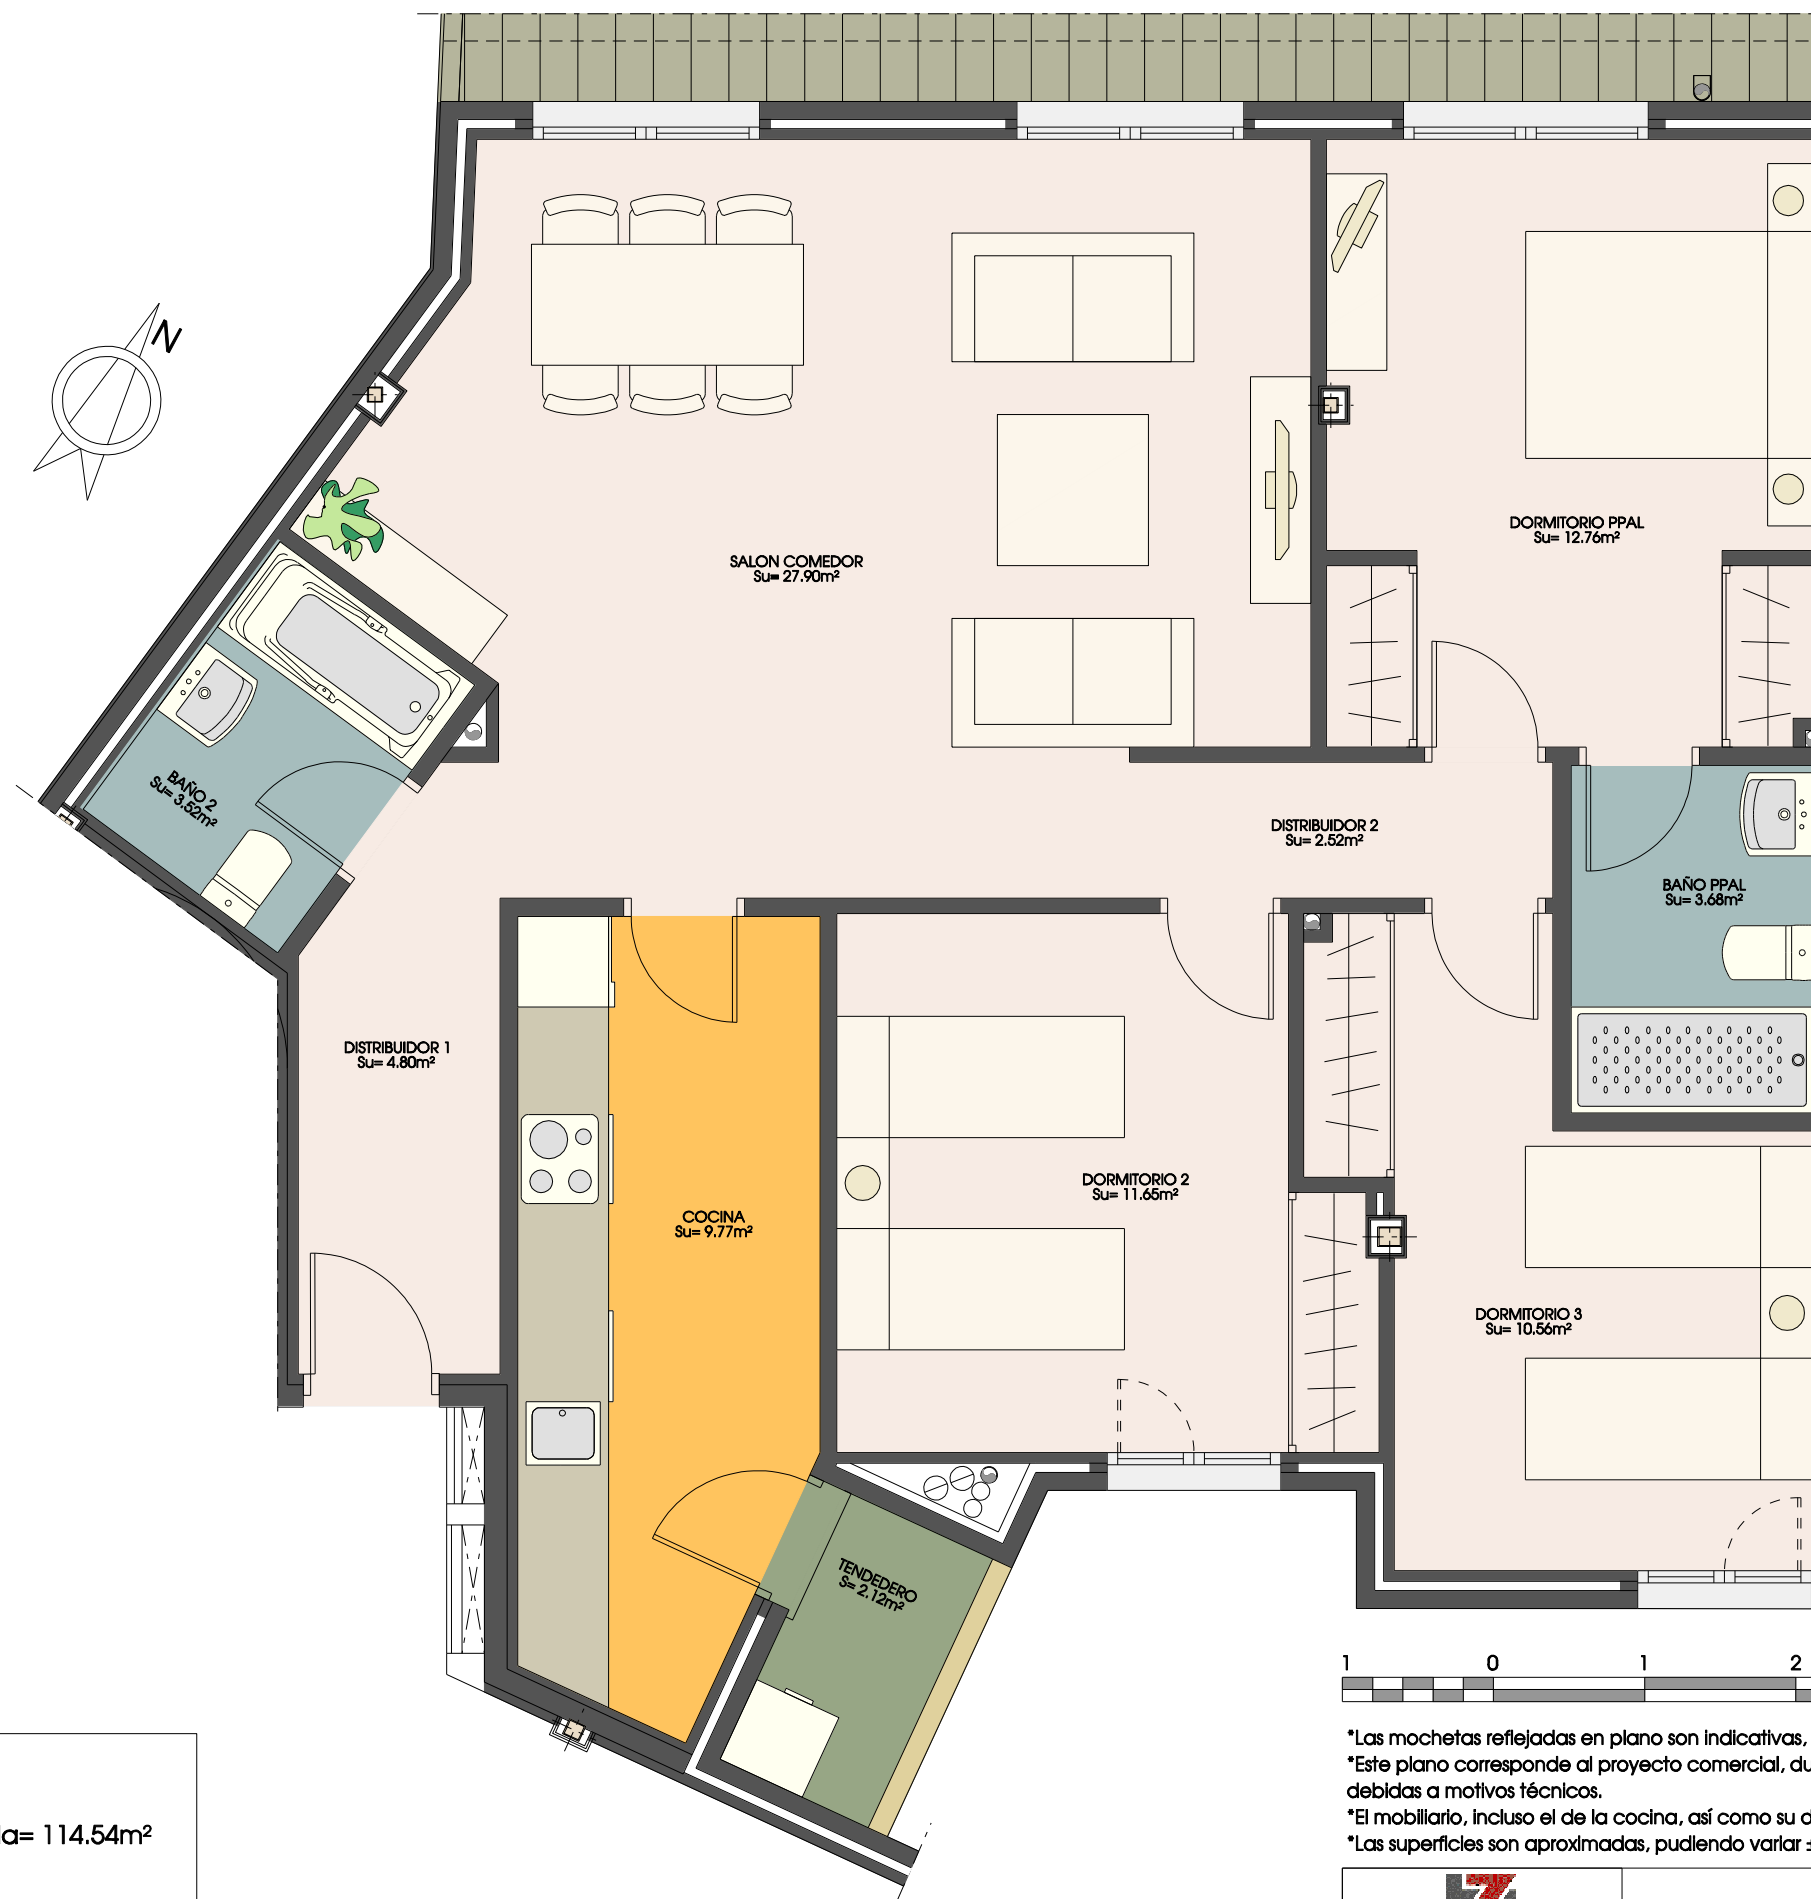 N
SALON COMEDOR
Su= 27.90m²
DORMITORIO PPAL
Su= 12.76m²
BAÑO 2
Su= 3.52m²
DISTRIBUIDOR 2
Su= 2.52m²
BAÑO PPAL
Su= 3.68m²
DISTRIBUIDOR 1
Su= 4.80m²
DORMITORIO 2
Su= 11.65m²
COCINA
Su= 9.77m²
DORMITORIO 3
Su= 10.56m²
TENDEDERO
S= 2.12m²
1 0 1 2
*Las mochetas reflejadas en plano son indicativas,
*Este plano corresponde al proyecto comercial, du
debidas a motivos técnicos.
*El mobiliario, incluso el de la cocina, así como su d
*Las superficies son aproximadas, pudiendo variar ±
la= 114.54m²